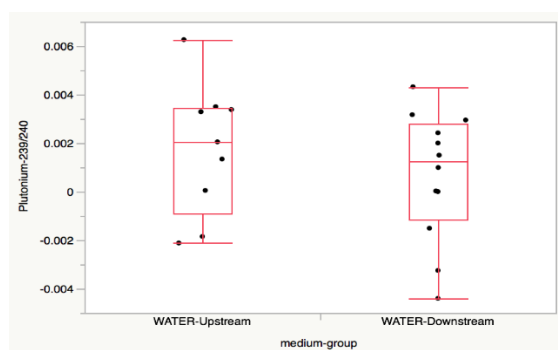 0.006
0.004
0.002
0
-0.002
-0.004
Plutonium-239/240
WATER-Upstream WATER-Downstream
medium-group